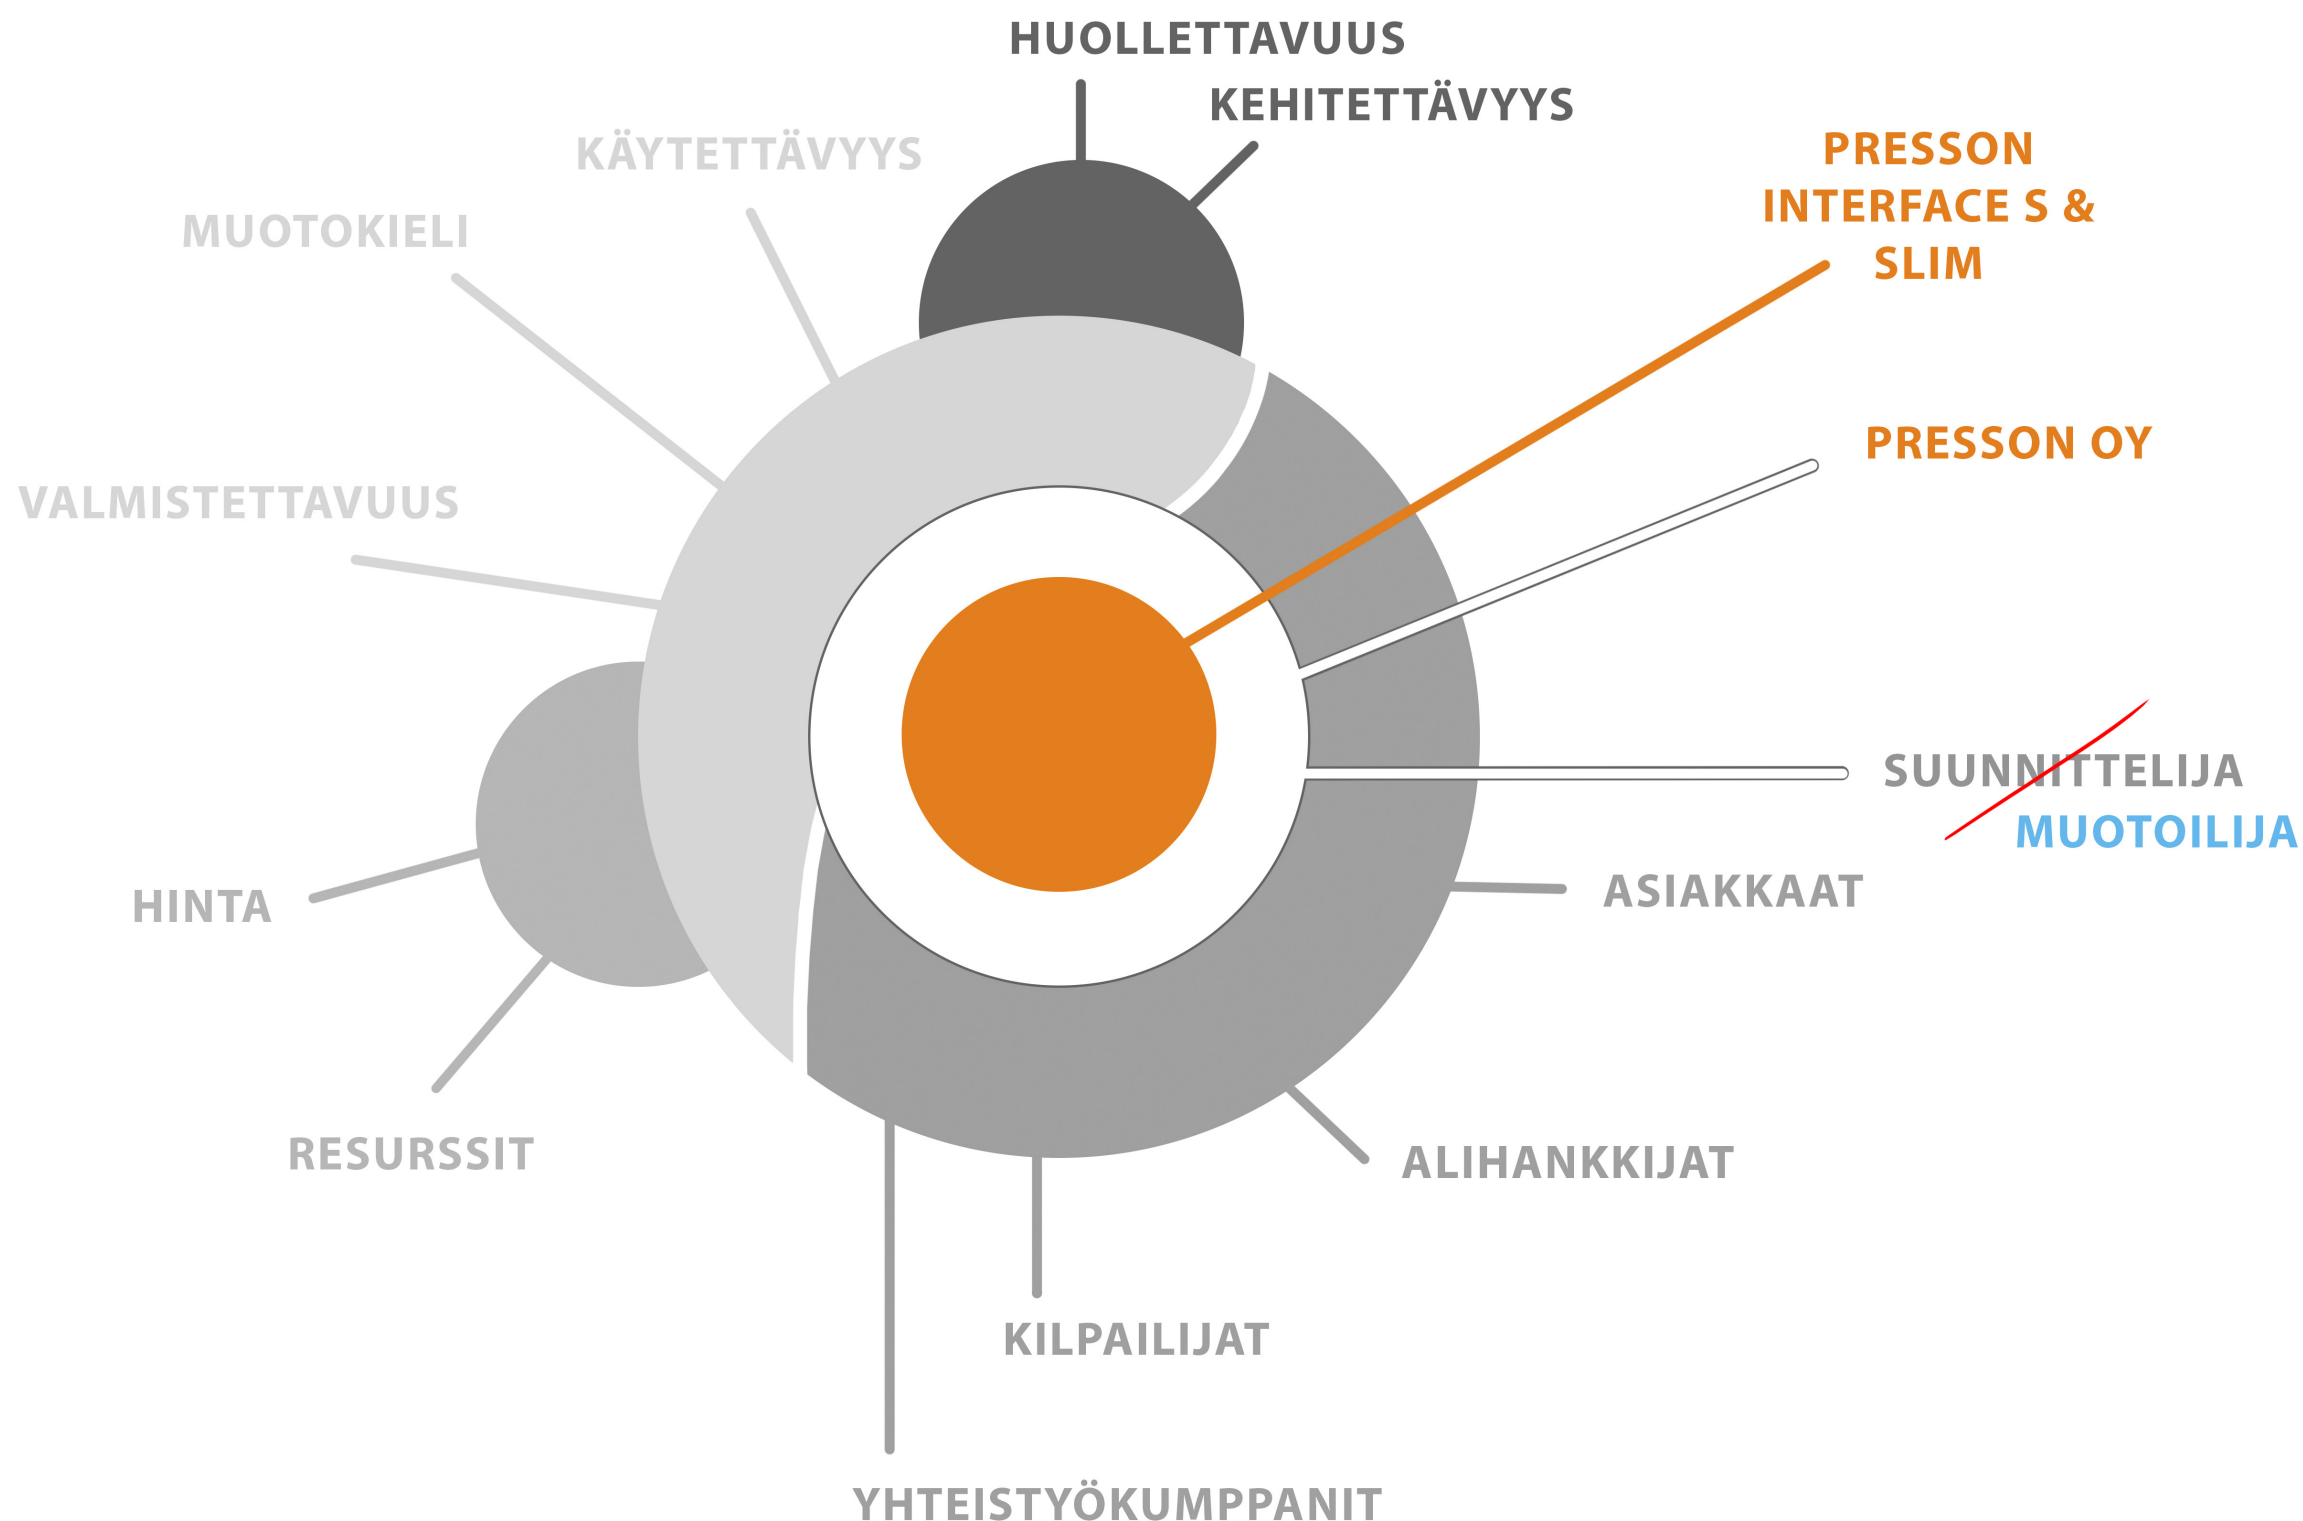 HUOLLETTAVUUS
KEHITETTÄVYYS
KÄYTETTÄVYYS
MUOTOKIELI
VALMISTETTAVUUS
HINTA
RESURSSIT
PRESSON
INTERFACE S &
SLIM
PRESSON OY
SUUNNITTELIJA
MUOTOILIJA
ASIAKKAAT
ALIHANKKIJAT
KILPAILIJAT
YHTEISTYÖKUMPPANIT